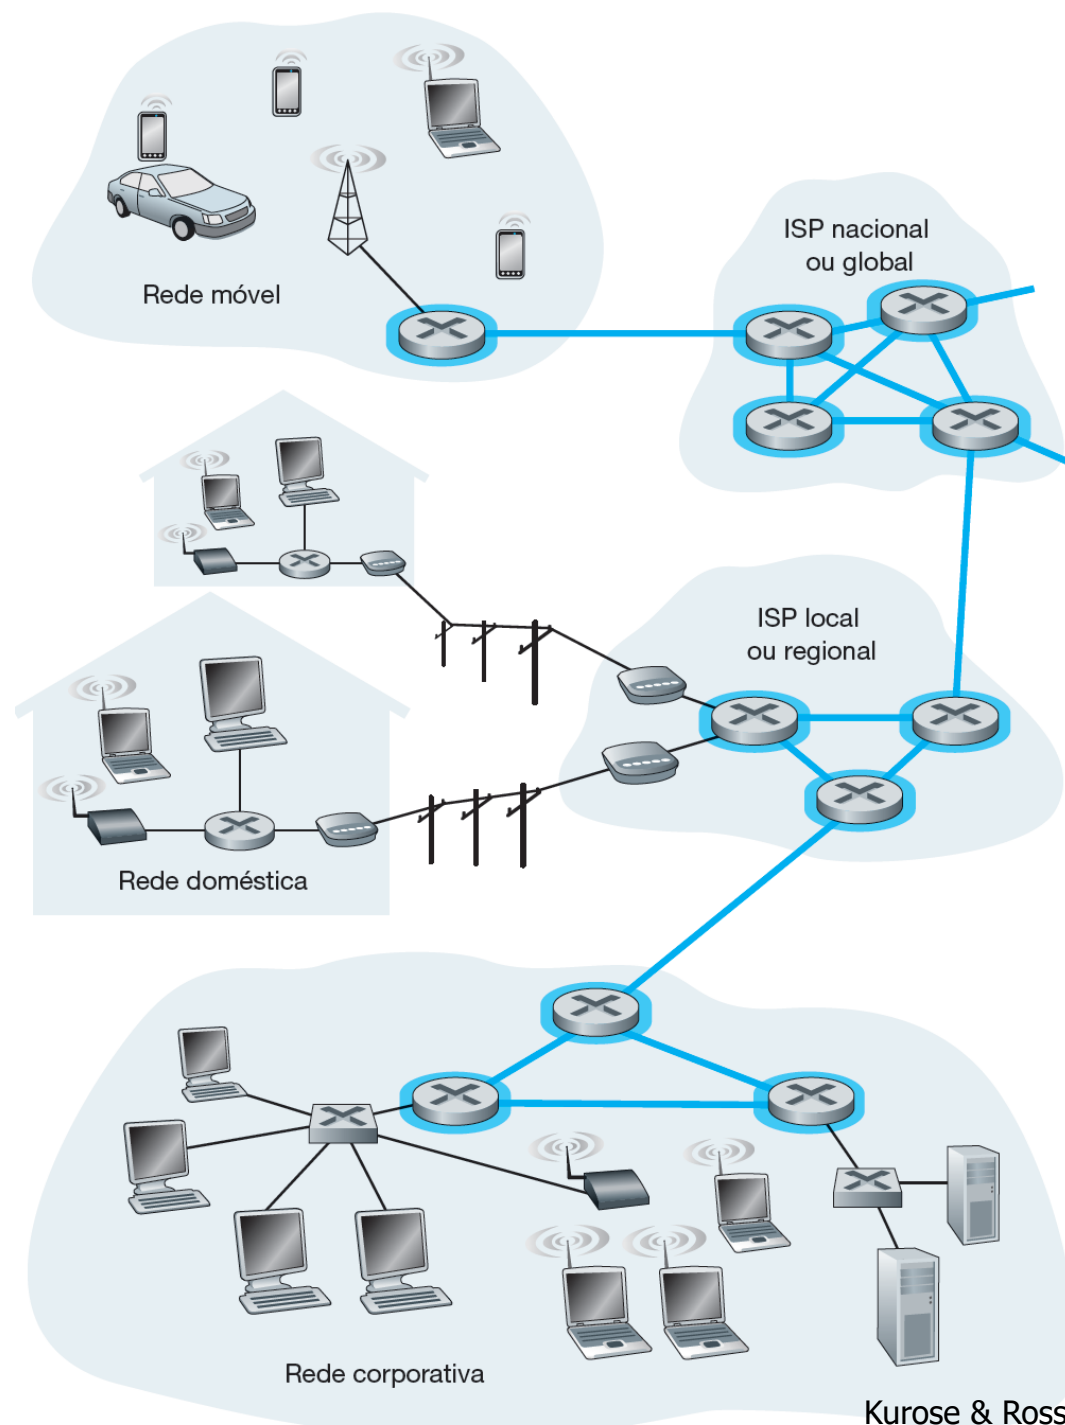 ISP nacional
ou global
Rede móvel
ISP local
ou regional
Rede doméstica
Rede corporativa
Kurose & Ross